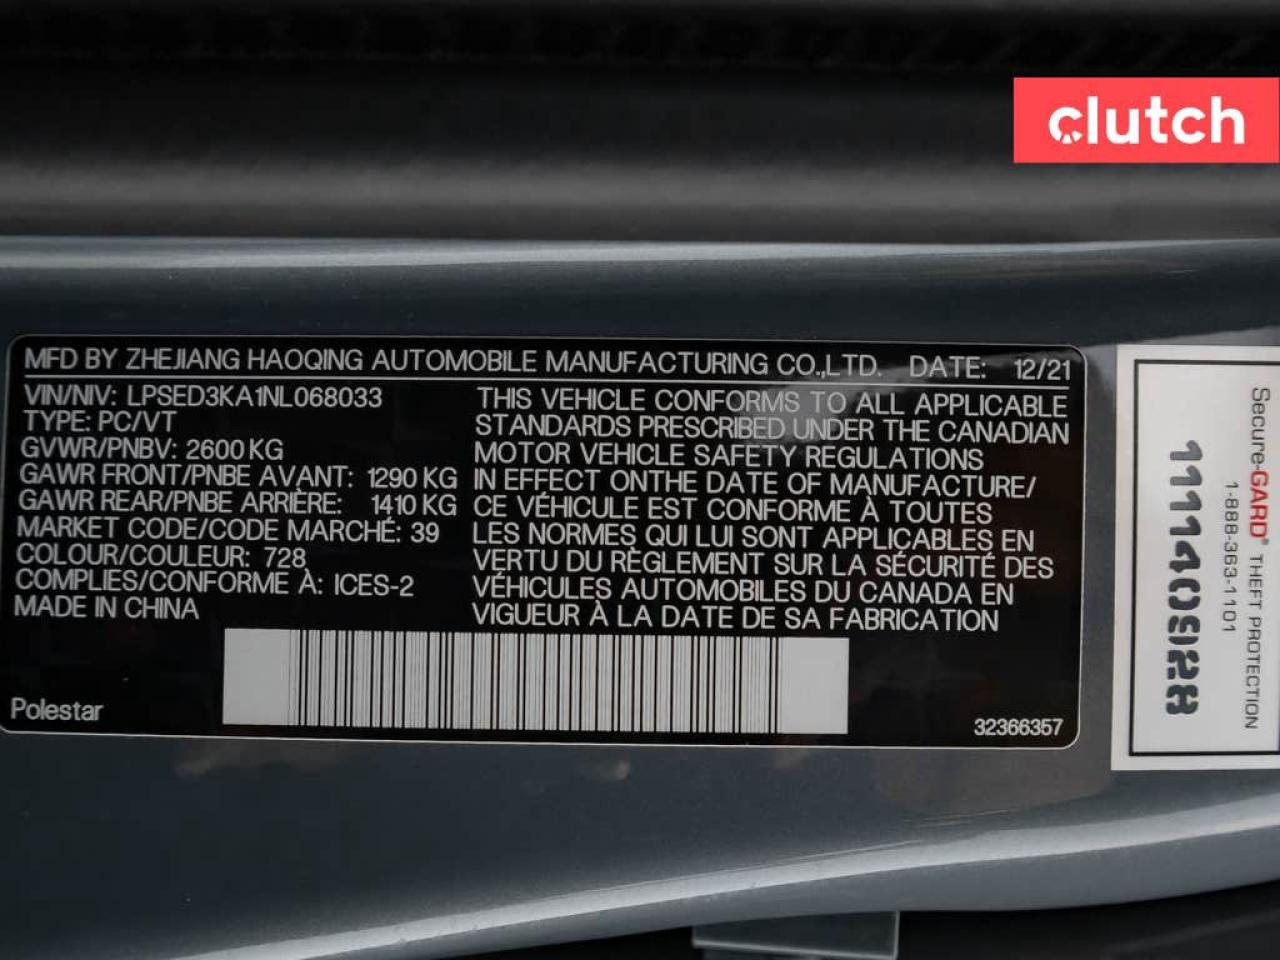 clutch
MFD BY ZHEJIANG HAOQING AUTOMOBILE MANUFACTURING CO.,LTD. DATE: 12/21
VIN/NIV: LPSED3KA1NL068033
TYPE: PC/VT
GVWR/PNBV: 2600 KG
GAWR FRONT/PNBE AVANT: 1290 KG
GAWR REAR/PNBE ARRIÈRE: 1410 KG
MARKET CODE/CODE MARCHÉ: 39
COLOUR/COULEUR: 728
COMPLIES/CONFORME À: ICES-2
MADE IN CHINA
THIS VEHICLE CONFORMS TO ALL APPLICABLE
STANDARDS PRESCRIBED UNDER THE CANADIAN
MOTOR VEHICLE SAFETY REGULATIONS
IN EFFECT ONTHE DATE OF MANUFACTURE/
CE VÉHICULE EST CONFORME À TOUTES
LES NORMES QUI LUI SONT APPLICABLES EN
VERTU DU RÈGLEMENT SUR LA SÉCURITÉ DES
VÉHICULES AUTOMOBILES DU CANADA EN
VIGUEUR À LA DATE DE SA FABRICATION
Polestar
32366357
Secure-GARD® THEFT PROTECTION
1-888-363-1101
111140928